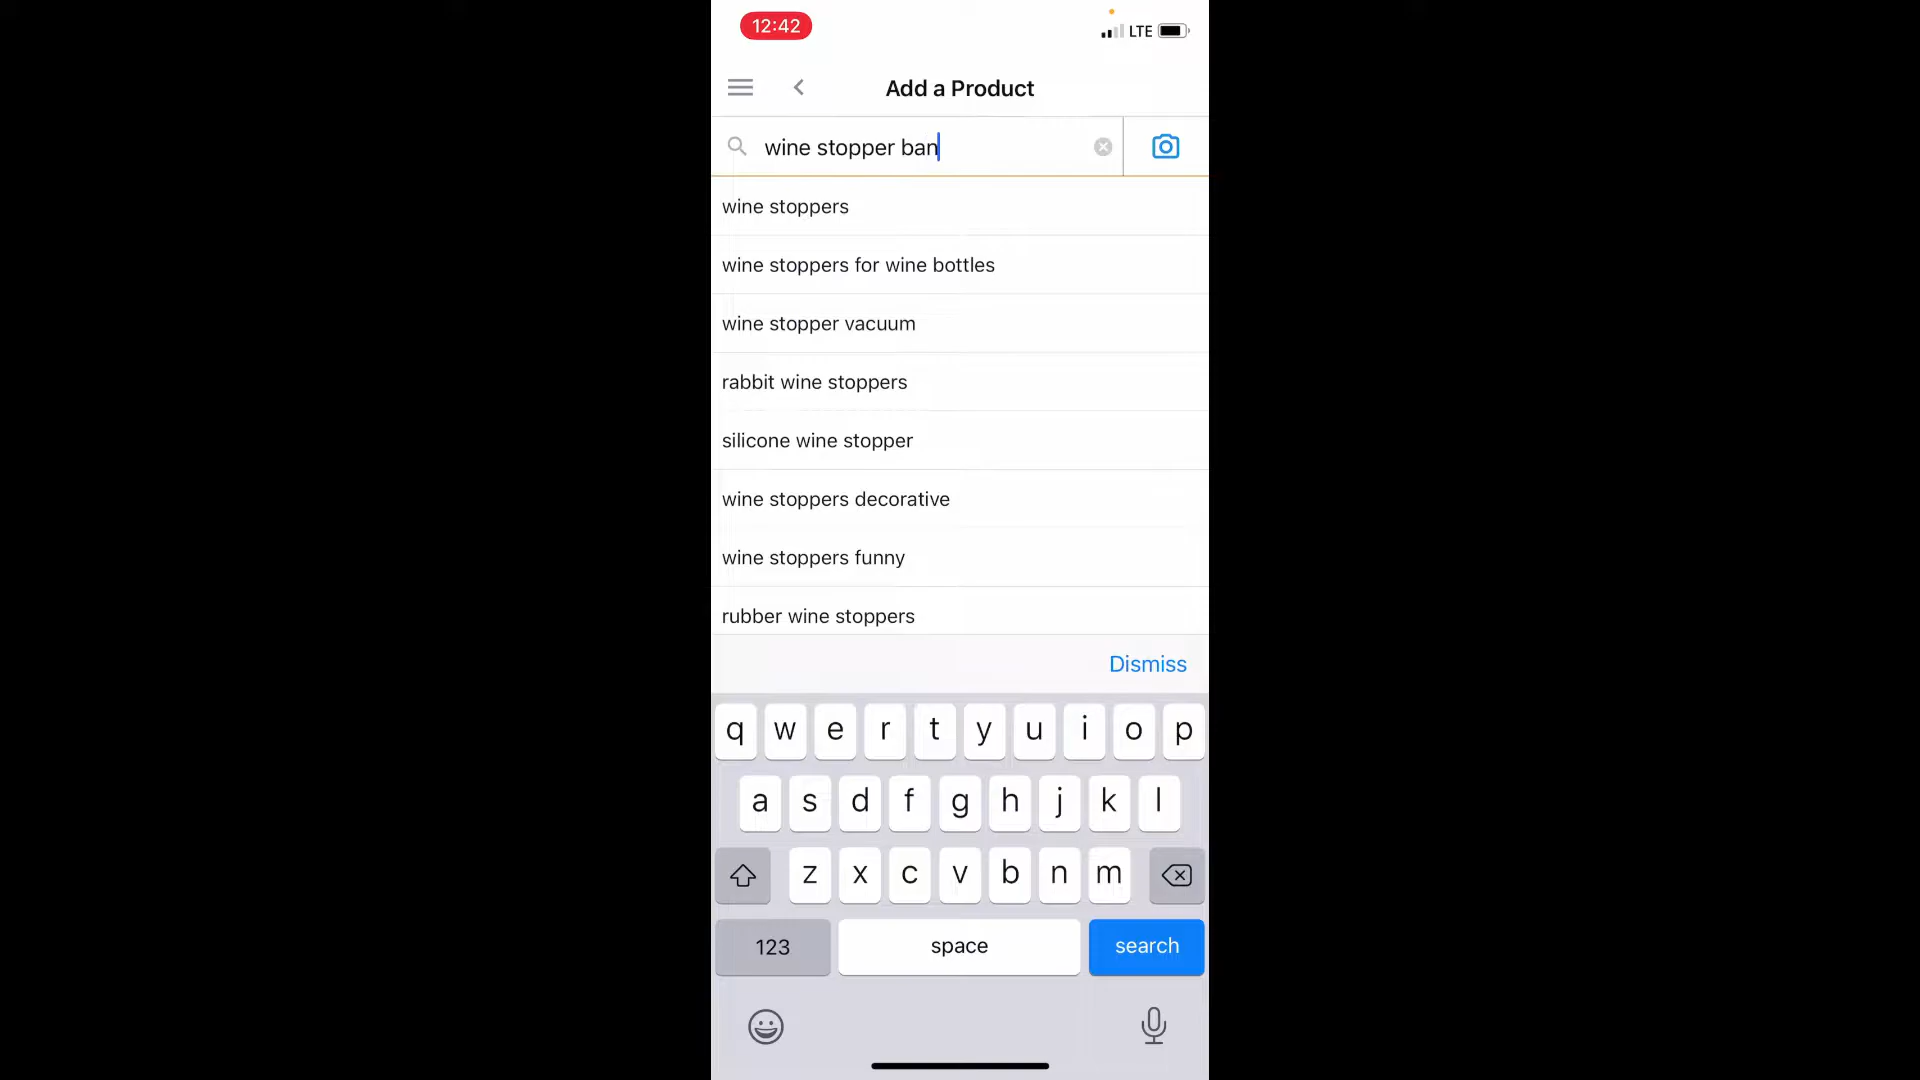 12:42
LTE
Add a Product
wine stopper ban
wine stoppers
wine stoppers for wine bottles
wine stopper vacuum
rabbit wine stoppers
silicone wine stopper
wine stoppers decorative
wine stoppers funny
rubber wine stoppers
Dismiss
q w e r t y u i o p
a s d f g h j k l
z x c v b n m
123 space search